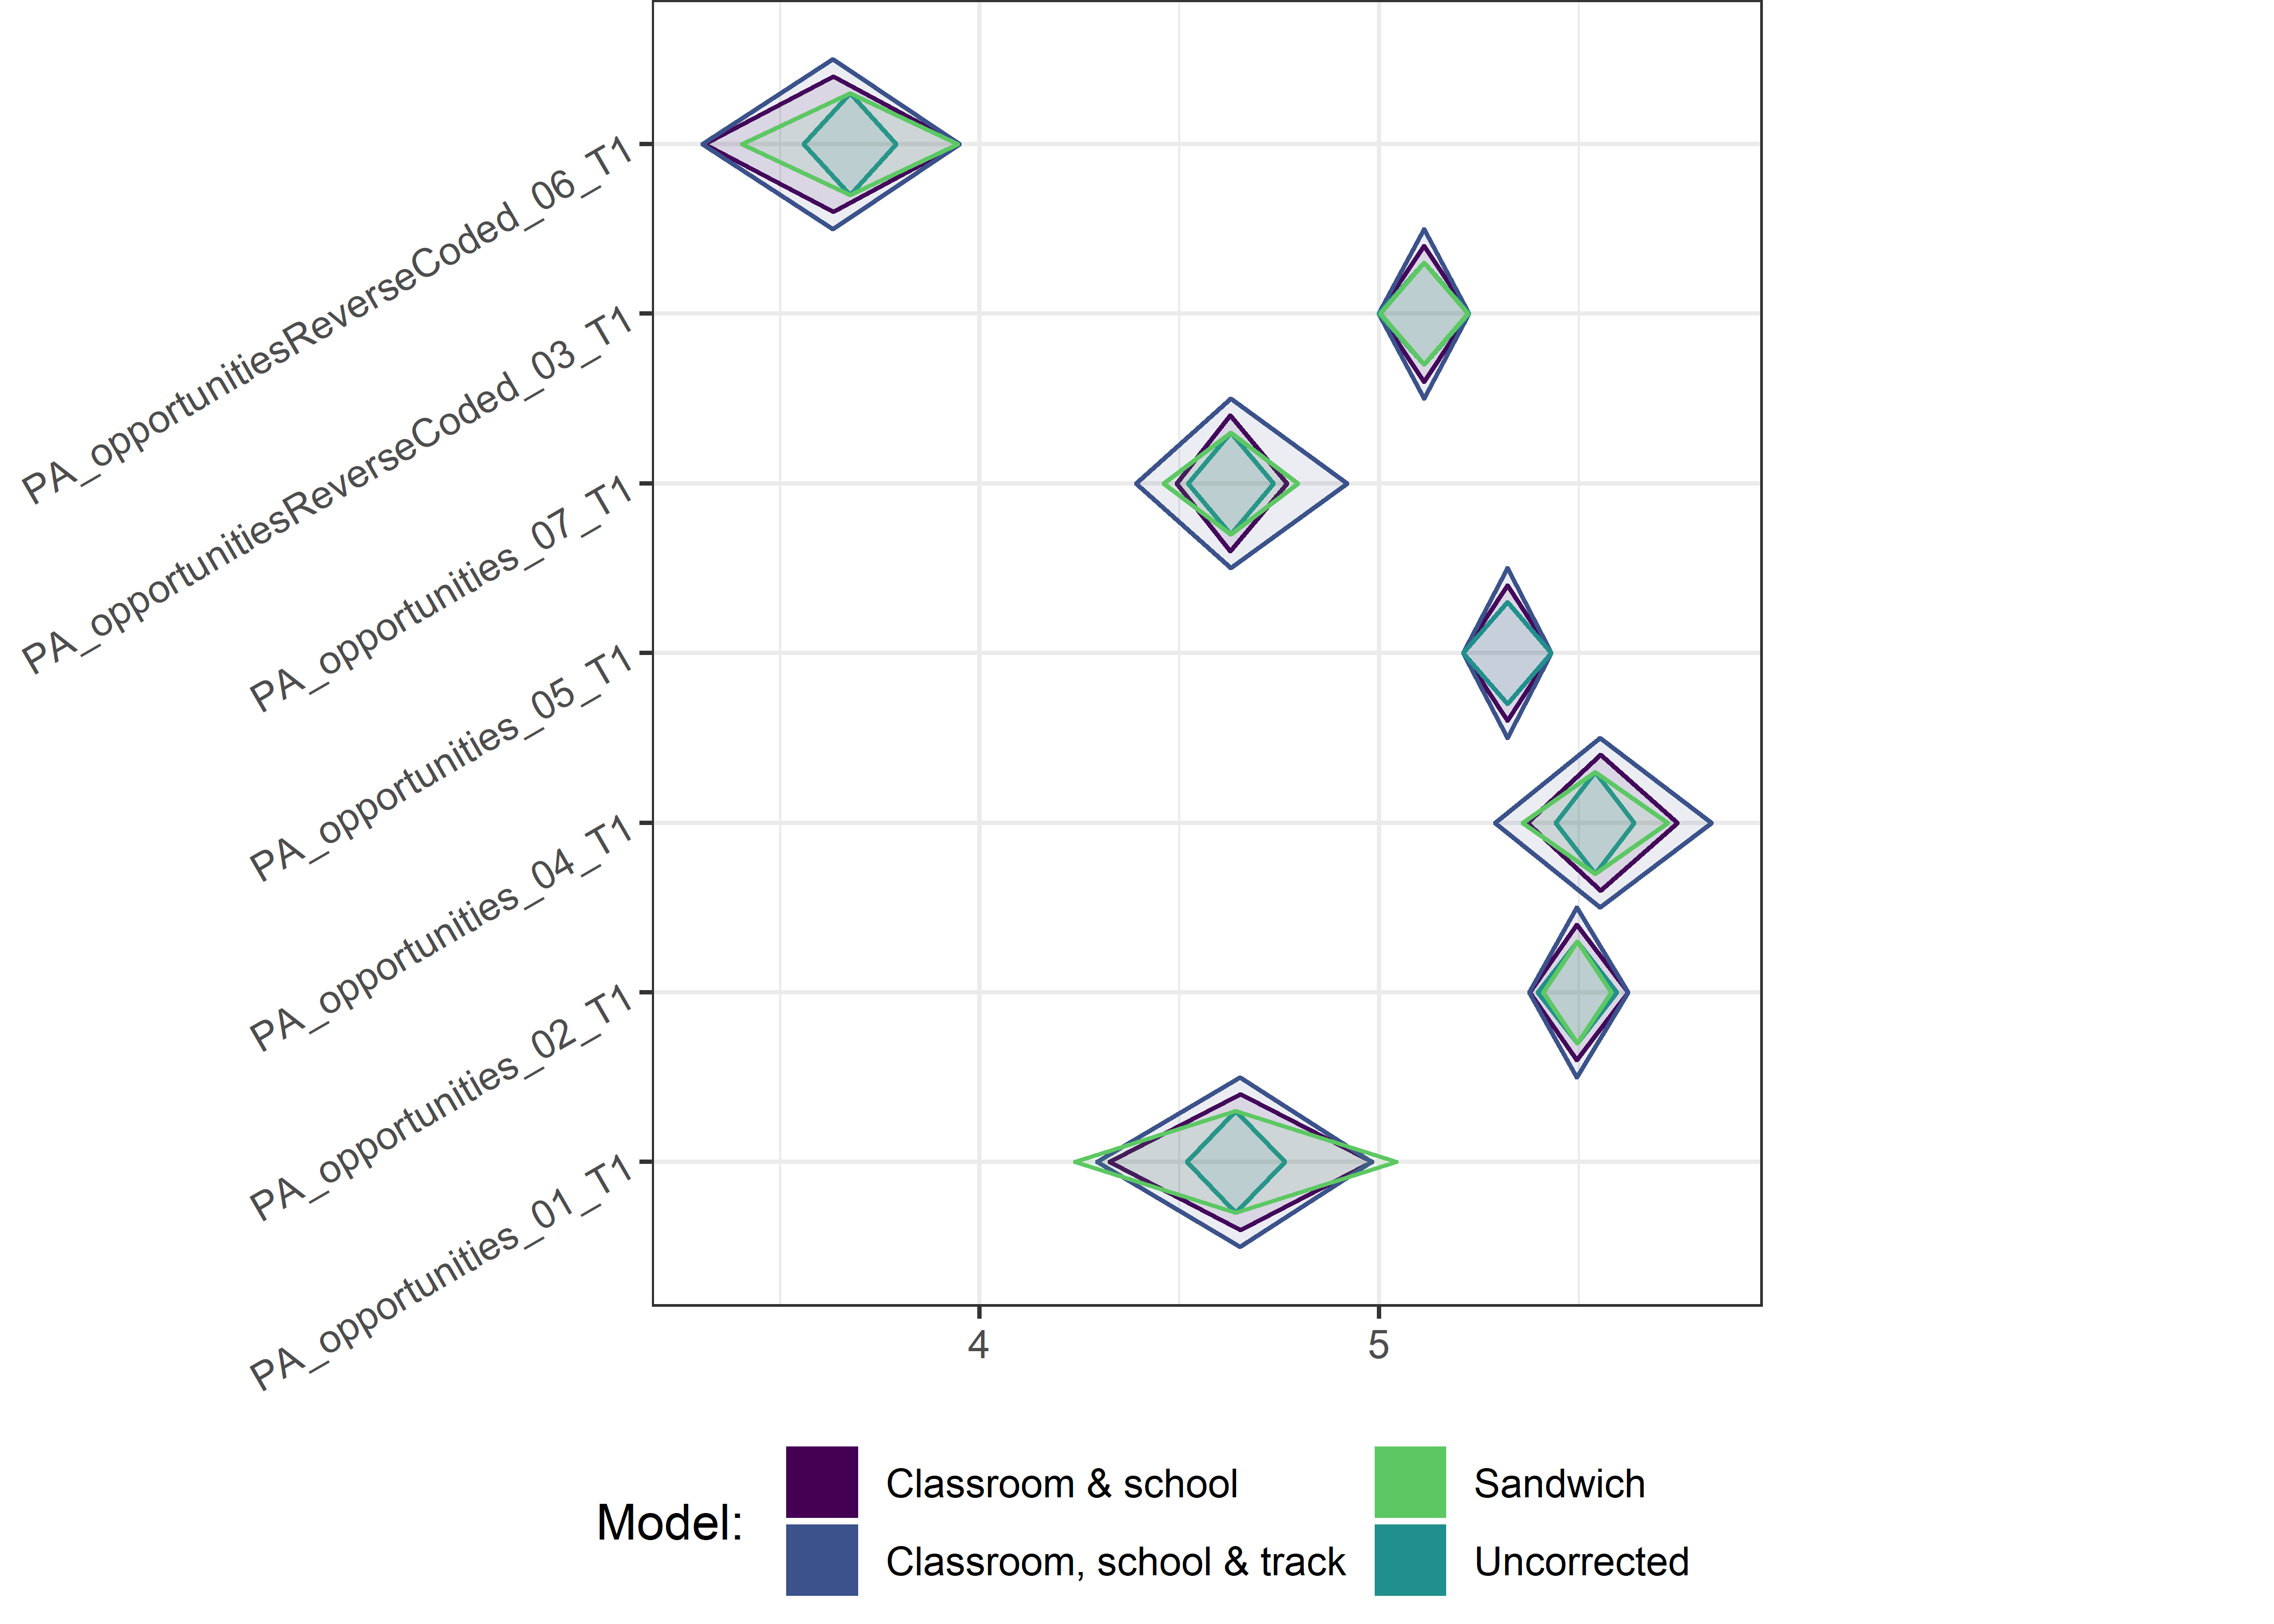 PA_opportunitiesReverseCoded_06_T1
PA_opportunitiesReverseCoded_03_T1
PA_opportunities_07_T1
PA_opportunities_05_T1
PA_opportunities_04_T1
PA_opportunities_02_T1
PA_opportunities_01_T1
4 5
Model:
Classroom & school
Classroom, school & track
Sandwich
Uncorrected